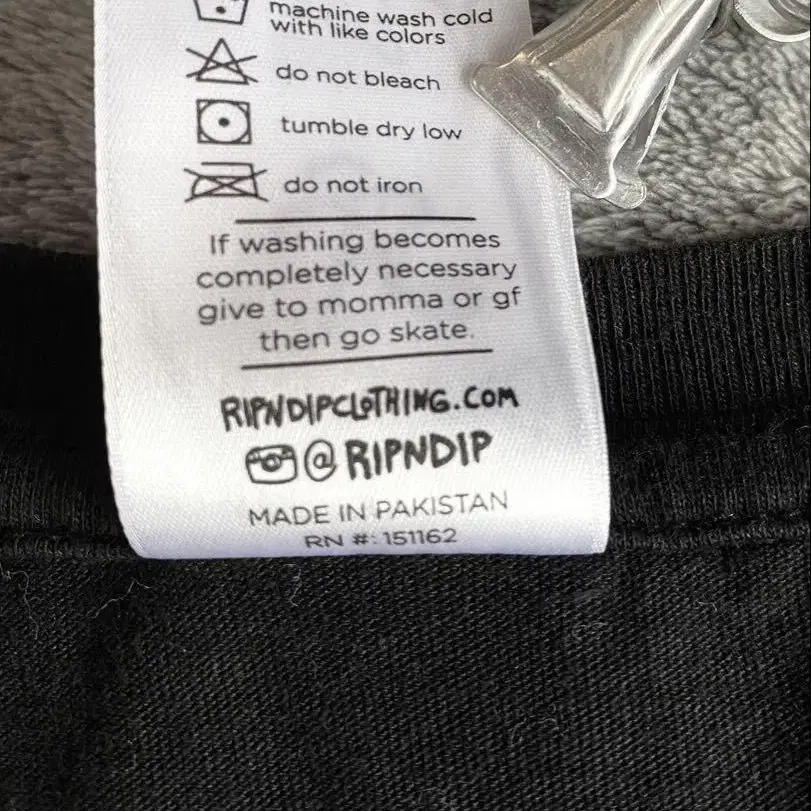 machine wash cold
with like colors
do not bleach
tumble dry low
do not iron
If washing becomes
completely necessary
give to momma or gf
then go skate.
RIPNDIPCLOTHING.COM
@RIPNDIP
MADE IN PAKISTAN
RN #: 151162